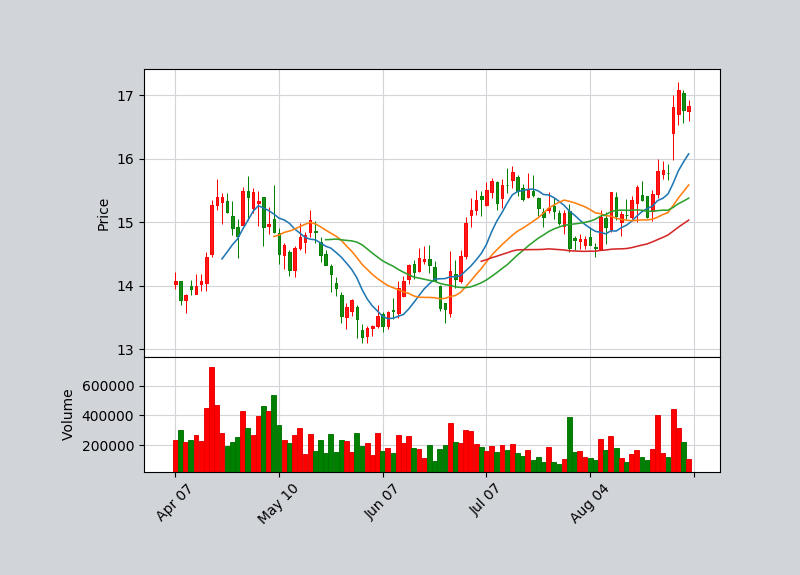 17
16
15
14
13
Price
600000
400000
200000
Volume
Apr 07
May 10
Jun 07
Jul 07
Aug 04